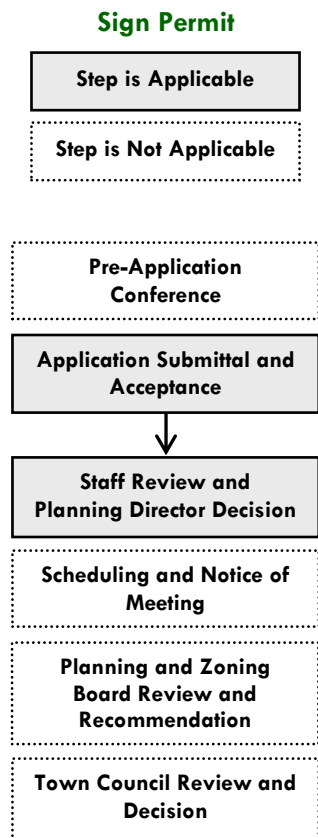 Sign Permit
Step is Applicable
Step is Not Applicable
Pre-Application
Conference
Application Submittal and
Acceptance
Staff Review and
Planning Director Decision
Scheduling and Notice of
Meeting
Planning and Zoning
Board Review and
Recommendation
Town Council Review and
Decision